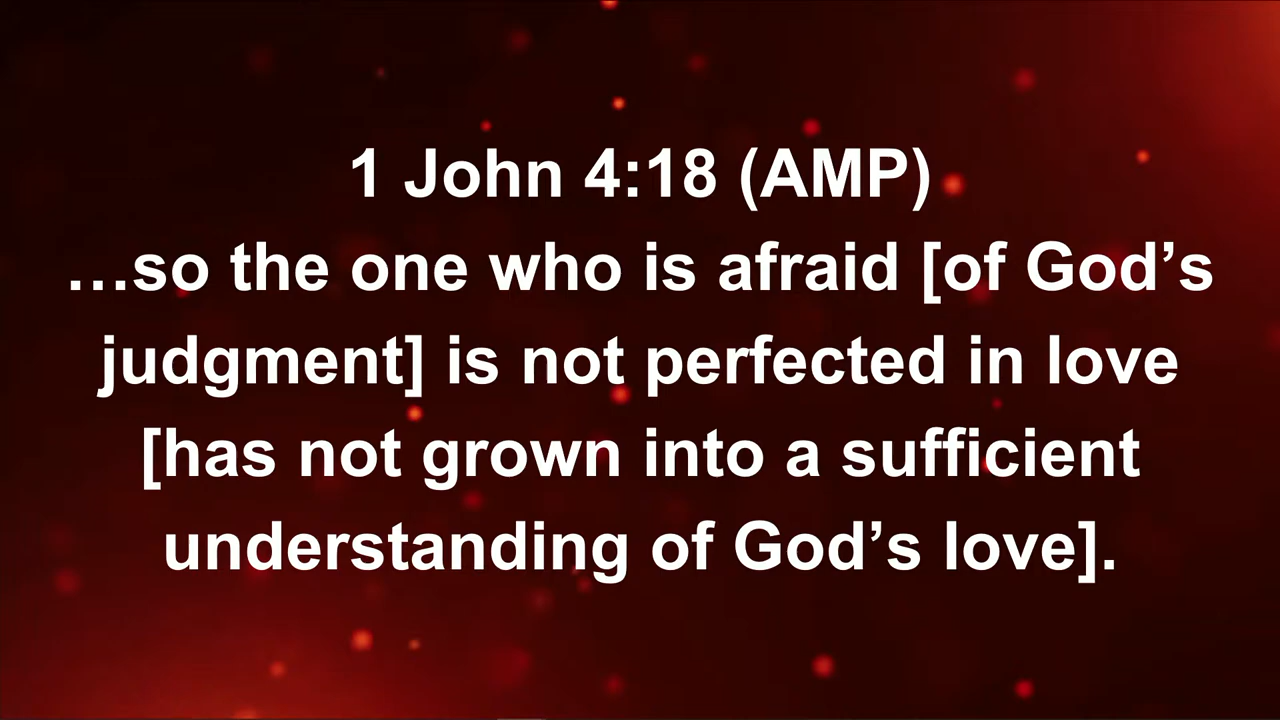 1 John 4:18 (AMP)
…so the one who is afraid [of God’s
judgment] is not perfected in love
[has not grown into a sufficient
understanding of God’s love].